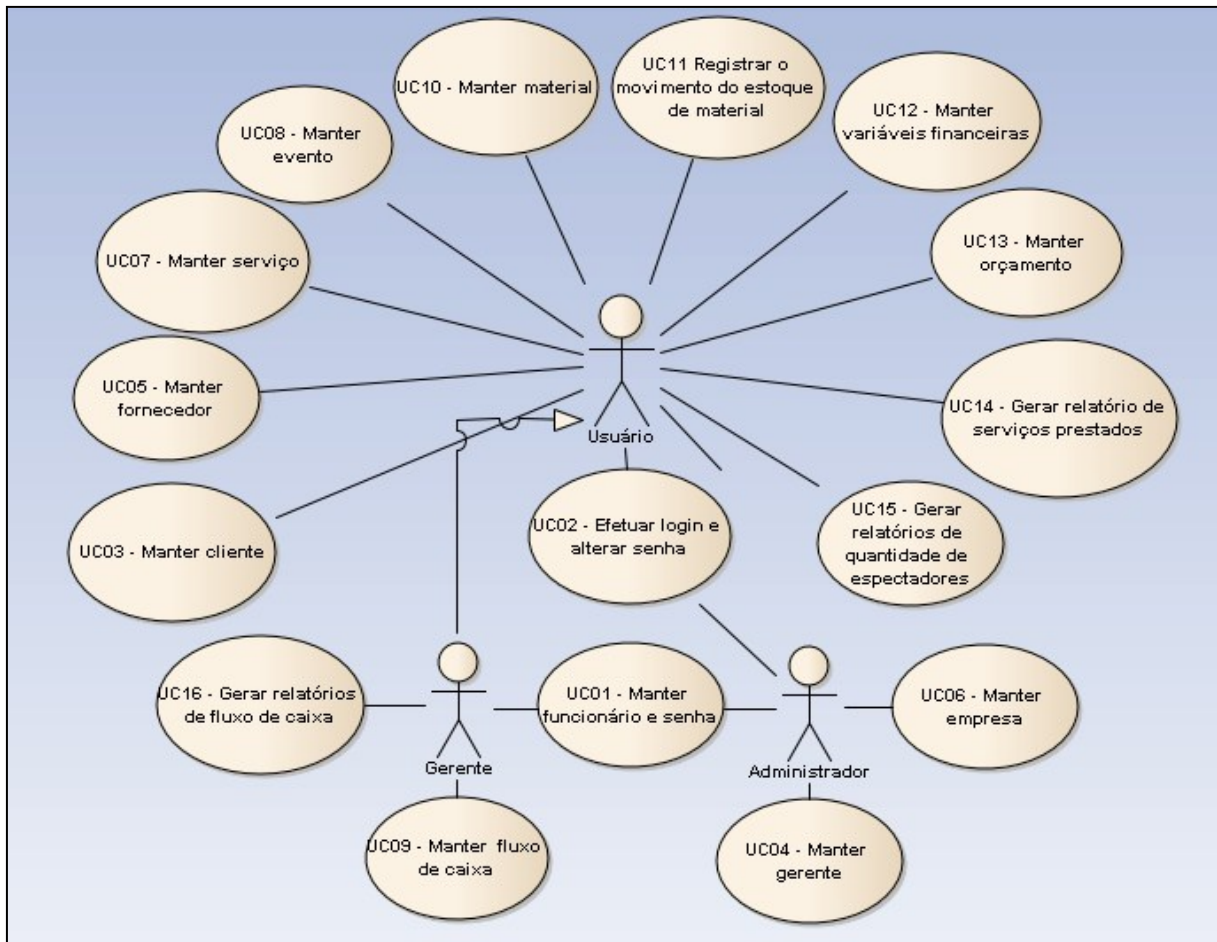 UC10 - Manter material
UC11 Registrar o
movimento do estoque
de material
UC12 - Manter
variáveis financeiras
UC08 - Manter
evento
UC13 - Manter
orçamento
UC07 - Manter serviço
UC05 - Manter
fornecedor
UC14 - Gerar relatório de
serviços prestados
Usuário
UC03 - Manter cliente
UC02 - Efetuar login e
alterar senha
UC15 - Gerar
relatórios de
quantidade de
espectadores
UC16 - Gerar relatórios
de fluxo de caixa
UC01 - Manter
funcionário e senha
UC06 - Manter
empresa
Gerente
Administrador
UC09 - Manter fluxo
de caixa
UC04 - Manter
gerente